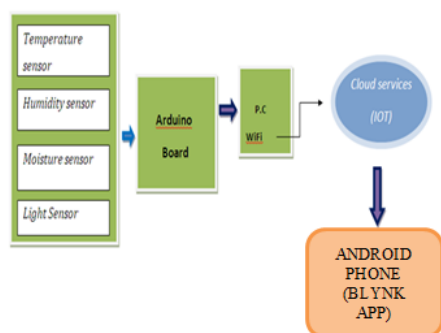 Temperature
sensor
Humidity sensor
Moisture sensor
Light Sensor
Arduino
Board
P.C
WiFi
Cloud services
(IOT)
ANDROID
PHONE
(BLYNK
APP)